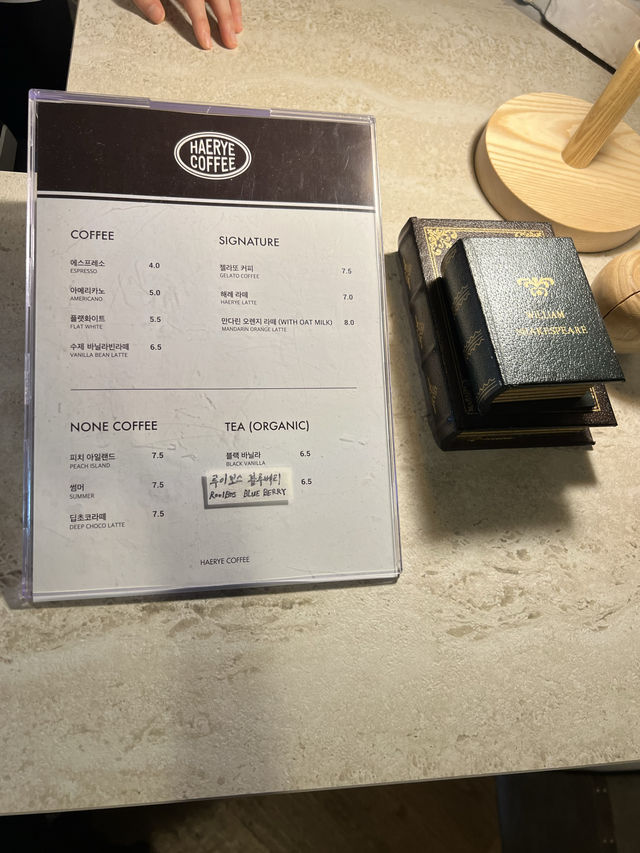 HAERYE
COFFEE
COFFEE
에스프레소 4.0
ESPRESSO
아메리카노 5.0
AMERICANO
플랫화이트 5.5
FLAT WHITE
수제 바닐라빈라떼 6.5
VANILLA BEAN LATTE
SIGNATURE
젤라또 커피 7.5
GELATO COFFEE
해례 라떼 7.0
HAERYE LATTE
만다린 오렌지 라떼 (WITH OAT MILK) 8.0
MANDARIN ORANGE LATTE
NONE COFFEE
피치 아일랜드 7.5
PEACH ISLAND
썸머 7.5
SUMMER
딥초코라떼 7.5
DEEP CHOCO LATTE
TEA (ORGANIC)
블랙 바닐라 6.5
BLACK VANILLA
루이보스 블루베리 6.5
ROOIBOS BLUE BERRY
HAERYE COFFEE
WILLIAM
SHAKESPEARE